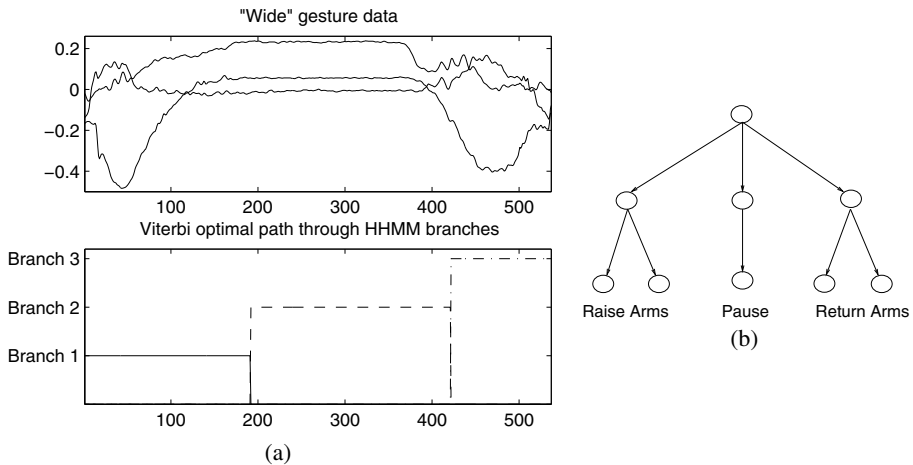 "Wide" gesture data
0.2
0
−0.2
−0.4
100 200 300 400 500
Viterbi optimal path through HHMM branches
Branch 3
Branch 2
Branch 1
100 200 300 400 500
(a)
Raise Arms Pause Return Arms
(b)